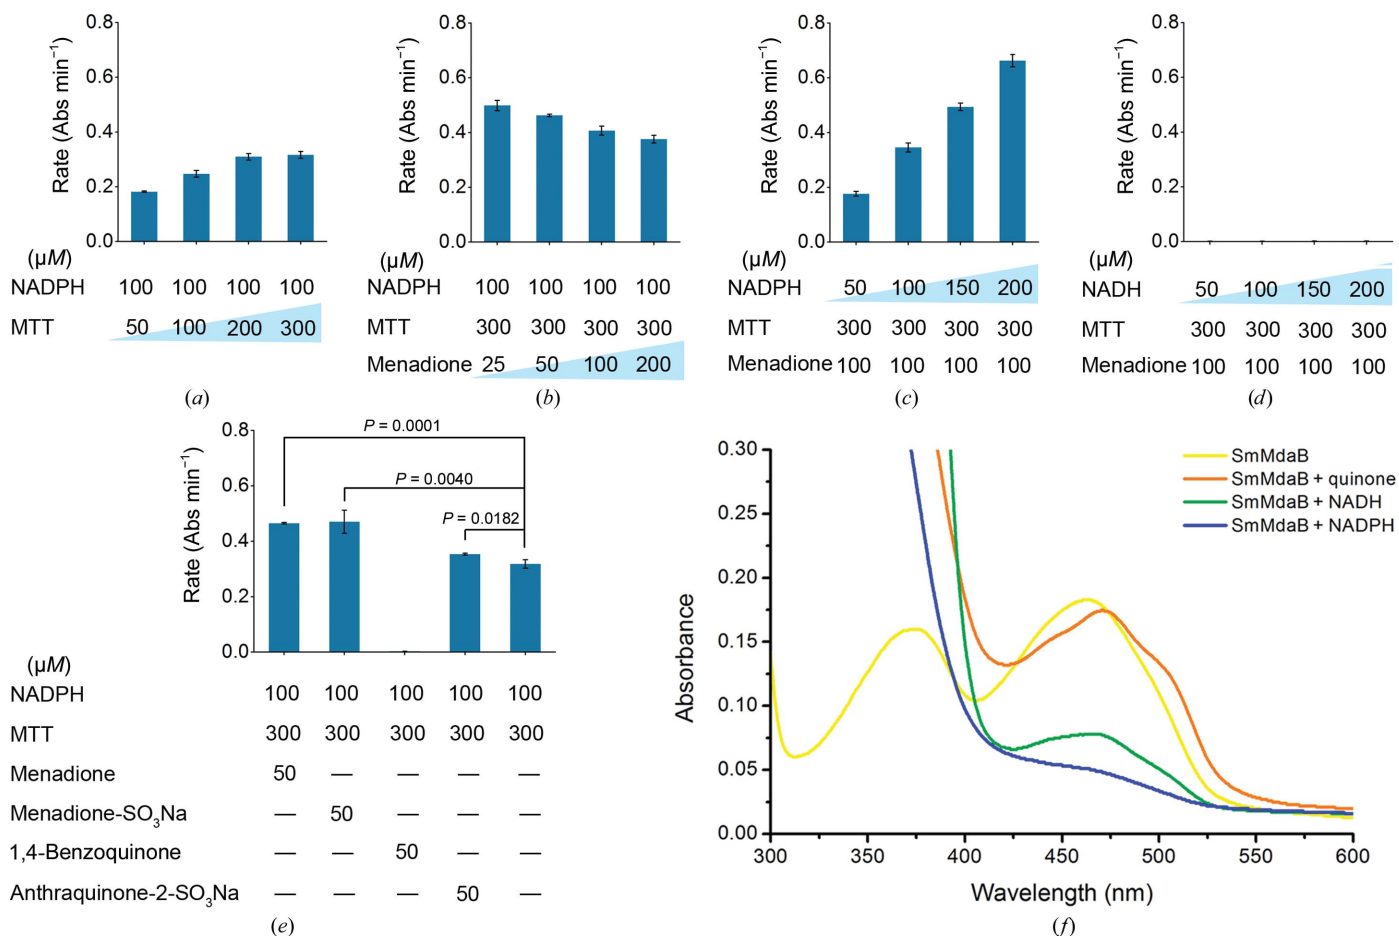 0.8
0.6
0.4
0.2
0.0
Rate (Abs min⁻¹)
(μM)
NADPH 100 100 100 100
MTT 50 100 200 300
(a)
0.8
0.6
0.4
0.2
0.0
Rate (Abs min⁻¹)
(μM)
NADPH 100 100 100 100
MTT 300 300 300 300
Menadione 25 50 100 200
(b)
0.8
0.6
0.4
0.2
0.0
Rate (Abs min⁻¹)
(μM)
NADPH 50 100 150 200
MTT 300 300 300 300
Menadione 100 100 100 100
(c)
0.8
0.6
0.4
0.2
0.0
Rate (Abs min⁻¹)
(μM)
NADH 50 100 150 200
MTT 300 300 300 300
Menadione 100 100 100 100
(d)
0.8
0.6
0.4
0.2
0.0
Rate (Abs min⁻¹)
P = 0.0001
P = 0.0040
P = 0.0182
(μM)
NADPH 100 100 100 100 100
MTT 300 300 300 300 300
Menadione 50 — — — —
Menadione-SO₃Na — 50 — — —
1,4-Benzoquinone — — 50 — —
Anthraquinone-2-SO₃Na — — — 50 —
(e)
0.30
0.25
0.20
0.15
0.10
0.05
0.00
Absorbance
SmMdaB
SmMdaB + quinone
SmMdaB + NADH
SmMdaB + NADPH
300 350 400 450 500 550 600
Wavelength (nm)
(f)